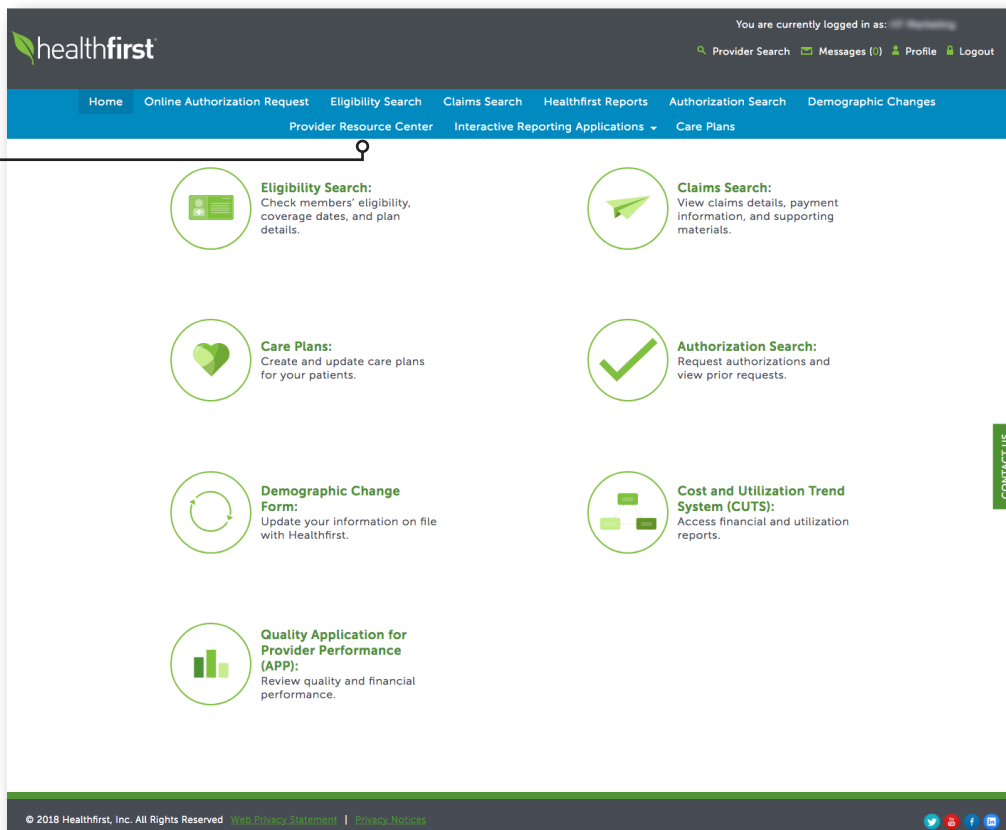 You are currently logged in as:
healthfirst
Provider Search Messages (0) Profile Logout
Home Online Authorization Request Eligibility Search Claims Search Healthfirst Reports Authorization Search Demographic Changes
Provider Resource Center Interactive Reporting Applications Care Plans
Eligibility Search:
Check members' eligibility,
coverage dates, and plan
details.
Claims Search:
View claims details, payment
information, and supporting
materials.
Care Plans:
Create and update care plans
for your patients.
Authorization Search:
Request authorizations and
view prior requests.
CONTACT US
Demographic Change
Form:
Update your information on file
with Healthfirst.
Cost and Utilization Trend
System (CUTS):
Access financial and utilization
reports.
Quality Application for
Provider Performance
(APP):
Review quality and financial
performance.
© 2018 Healthfirst, Inc. All Rights Reserved Web Privacy Statement | Privacy Notices